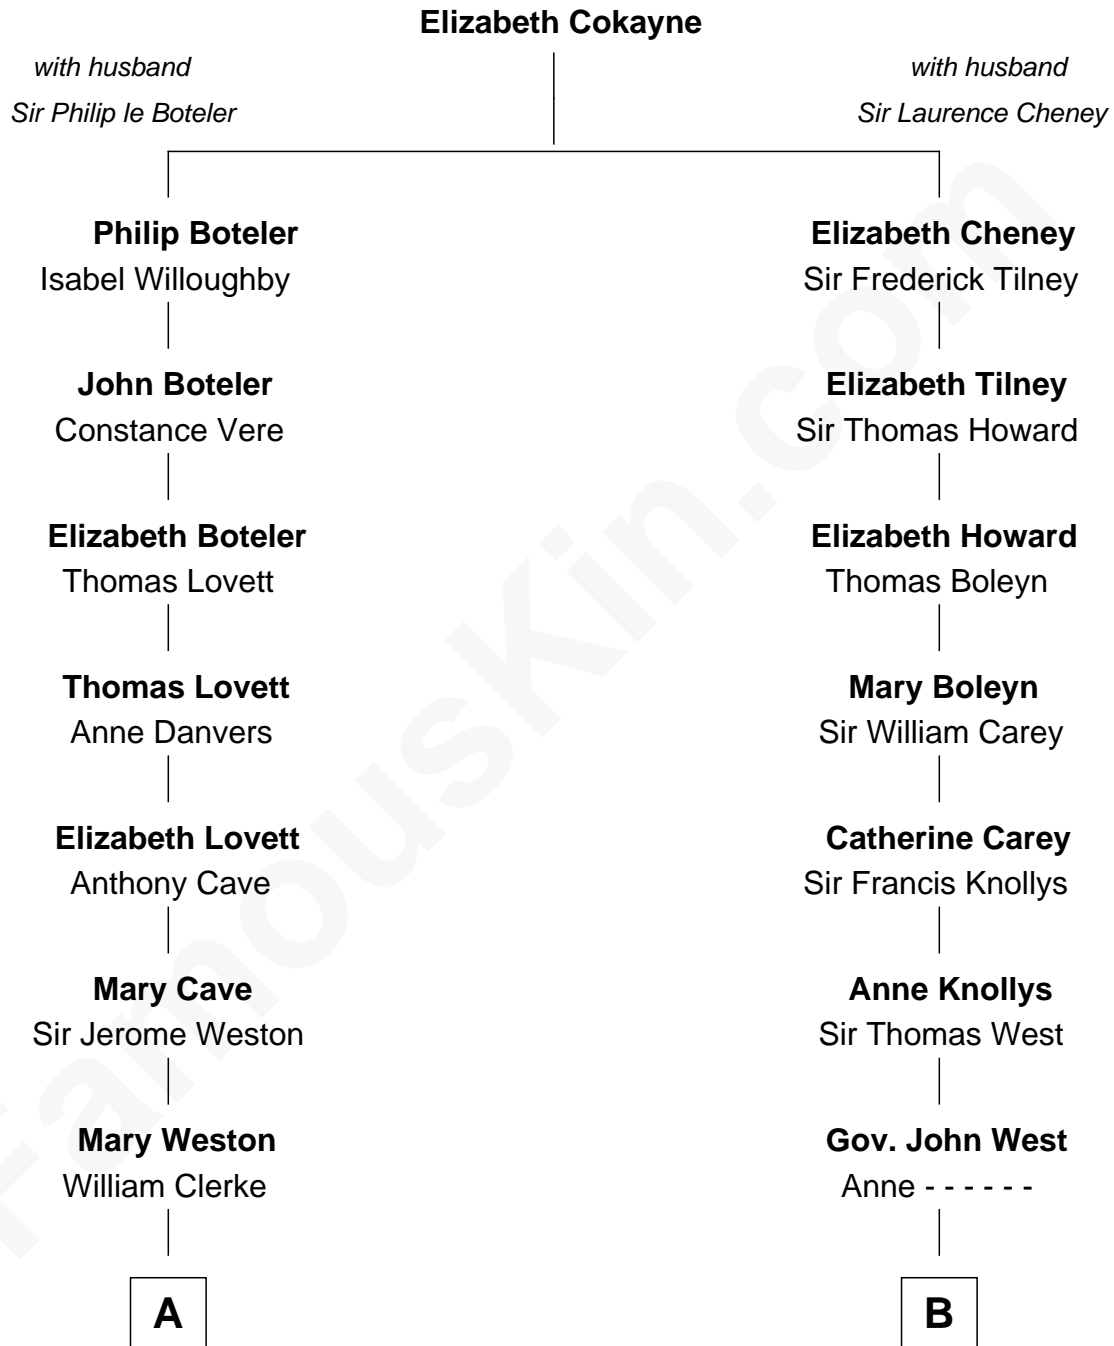 Elizabeth Cokayne
with husband
Sir Philip le Boteler
with husband
Sir Laurence Cheney
Philip Boteler
Isabel Willoughby
Elizabeth Cheney
Sir Frederick Tilney
John Boteler
Constance Vere
Elizabeth Tilney
Sir Thomas Howard
Elizabeth Boteler
Thomas Lovett
Elizabeth Howard
Thomas Boleyn
Thomas Lovett
Anne Danvers
Mary Boleyn
Sir William Carey
Elizabeth Lovett
Anthony Cave
Catherine Carey
Sir Francis Knollys
Mary Cave
Sir Jerome Weston
Anne Knollys
Sir Thomas West
Mary Weston
William Clerke
Gov. John West
Anne - - - - - -
A
B
FamousKin.com